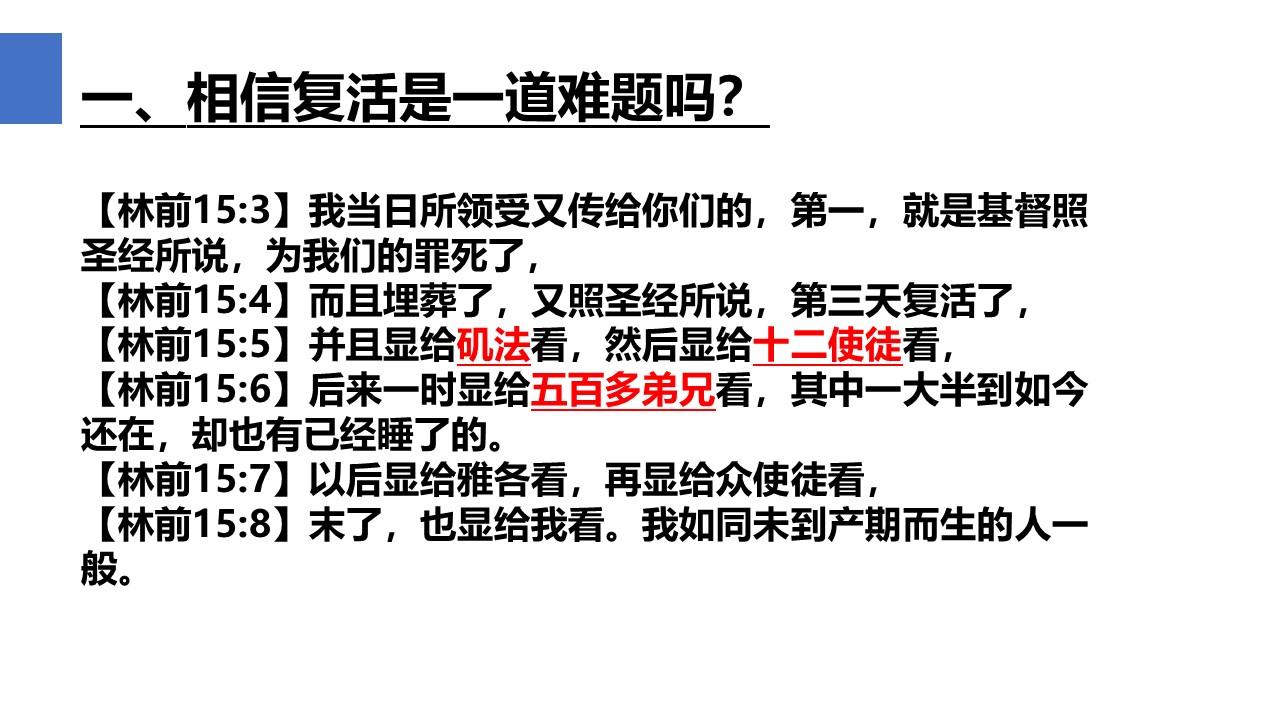 一、相信复活是一道难题吗？
【林前15:3】我当日所领受又传给你们的，第一，就是基督照
圣经所说，为我们的罪死了，
【林前15:4】而且埋葬了，又照圣经所说，第三天复活了，
【林前15:5】并且显给矶法看，然后显给十二使徒看，
【林前15:6】后来一时显给五百多弟兄看，其中一大半到如今
还在，却也有已经睡了的。
【林前15:7】以后显给雅各看，再显给众使徒看，
【林前15:8】末了，也显给我看。我如同未到产期而生的人一
般。